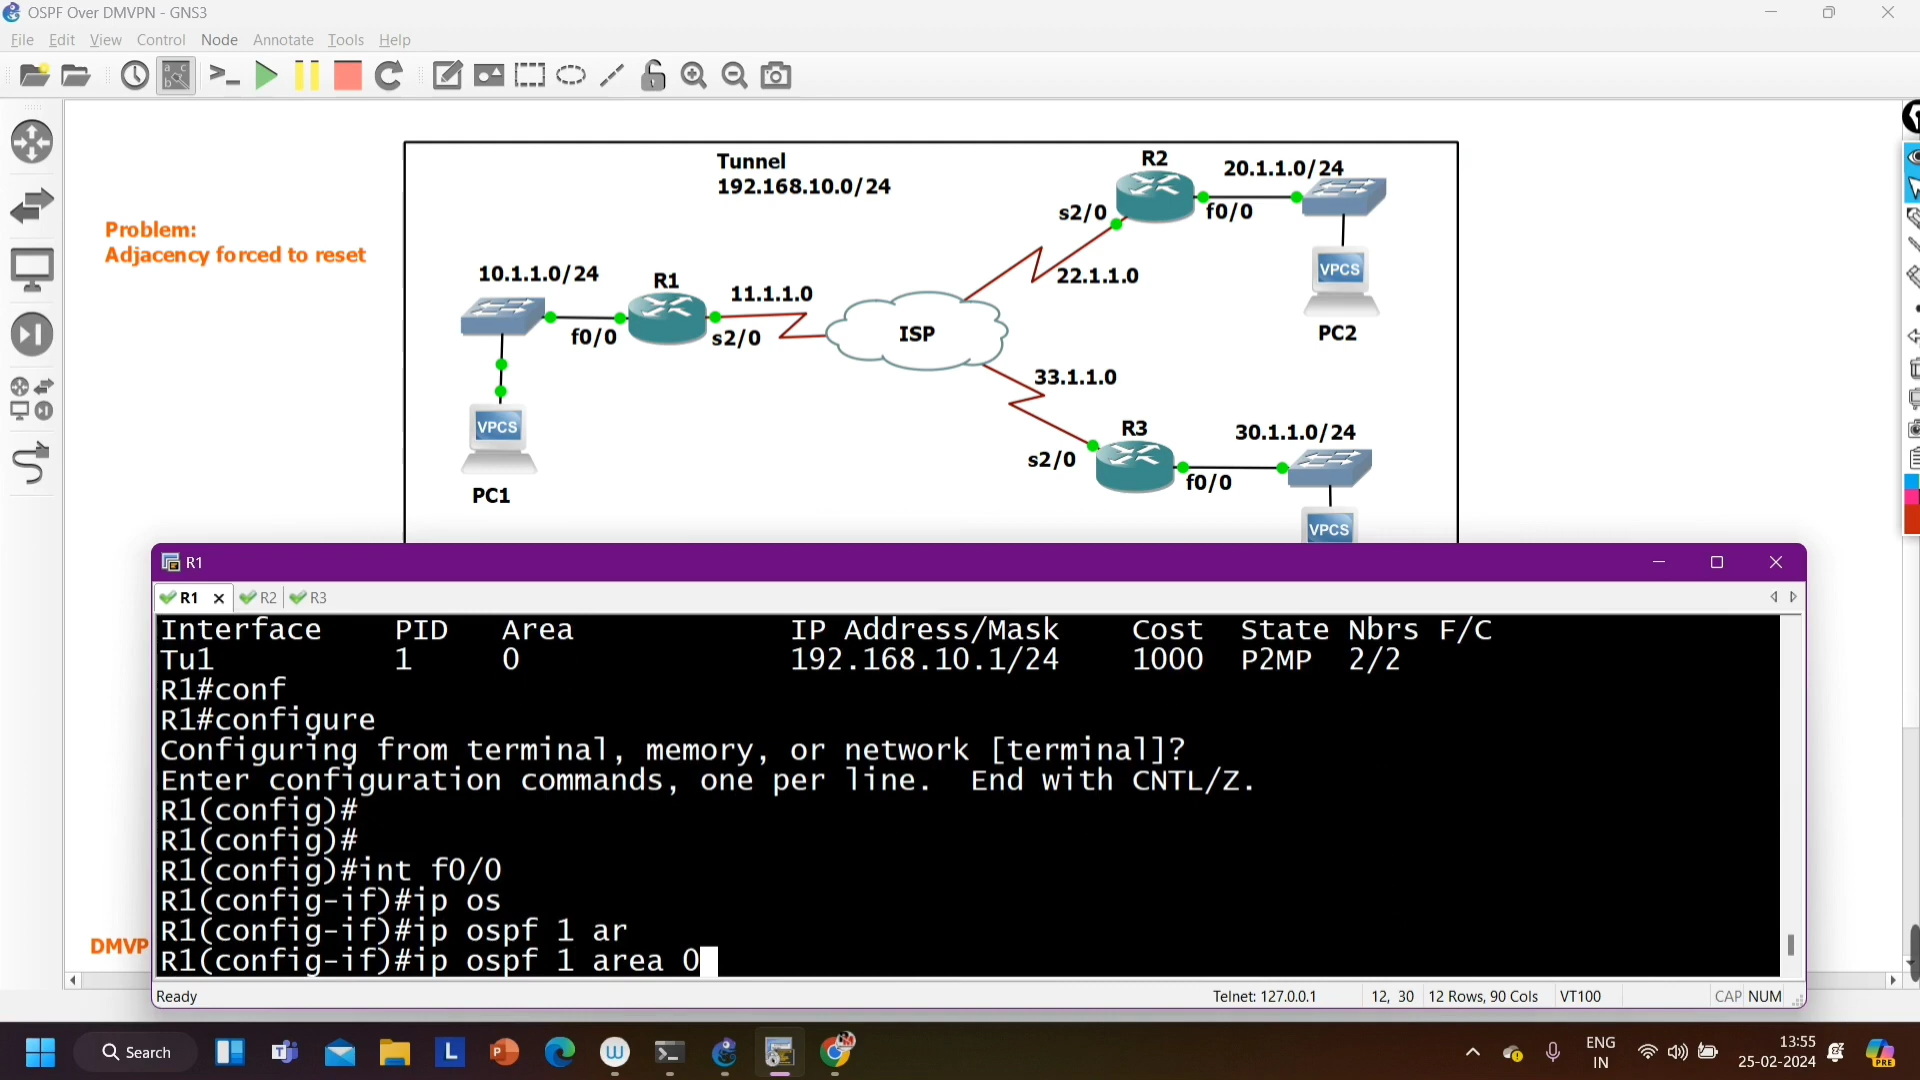 OSPF Over DMVPN - GNS3
File Edit View Control Node Annotate Tools Help
Tunnel
192.168.10.0/24
Problem:
Adjacency forced to reset
R2
20.1.1.0/24
s2/0
f0/0
22.1.1.0
VPCS
PC2
10.1.1.0/24
R1
11.1.1.0
f0/0
s2/0
ISP
VPCS
PC1
33.1.1.0
R3
30.1.1.0/24
s2/0
f0/0
VPCS
DMVP
R1
R1 R2 R3
Interface PID Area IP Address/Mask Cost State Nbrs F/C
Tu1 1 0 192.168.10.1/24 1000 P2MP 2/2
R1#conf
R1#configure
Configuring from terminal, memory, or network [terminal]?
Enter configuration commands, one per line. End with CNTL/Z.
R1(config)#
R1(config)#
R1(config)#int f0/0
R1(config-if)#ip os
R1(config-if)#ip ospf 1 ar
R1(config-if)#ip ospf 1 area 0
Ready Telnet: 127.0.0.1 12, 30 12 Rows, 90 Cols VT100 CAP NUM
Search
ENG
IN
13:55
25-02-2024